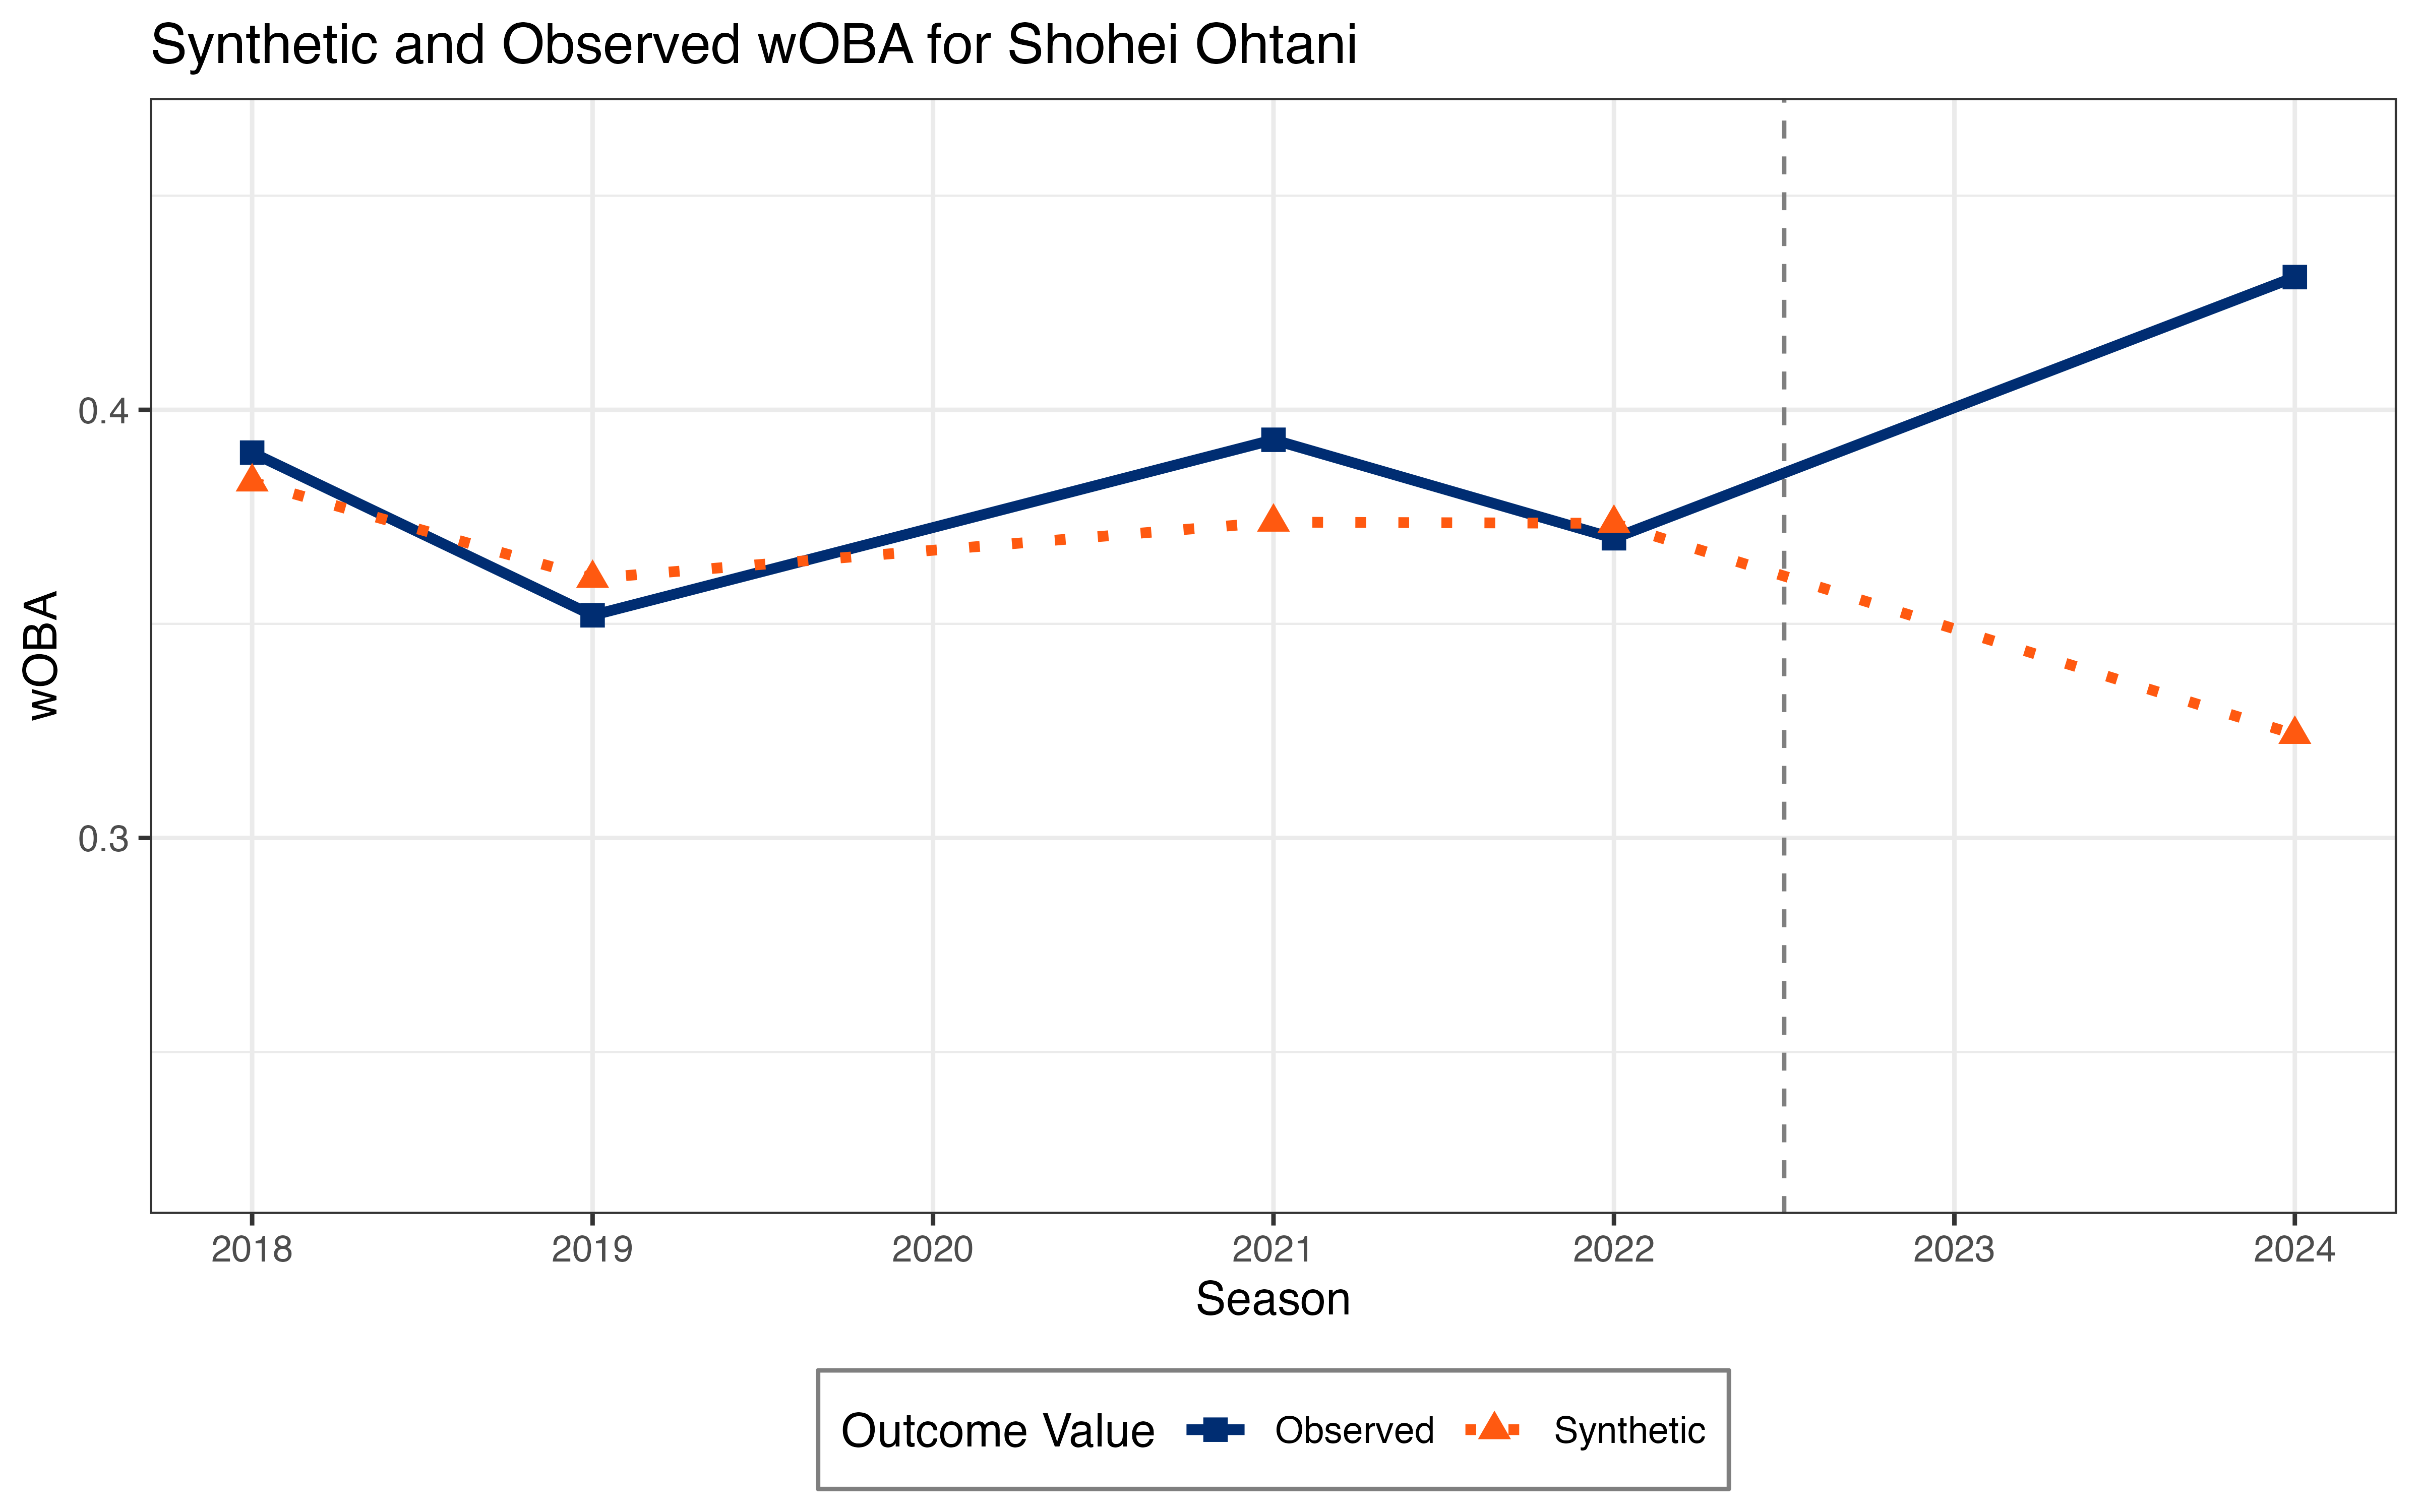 Synthetic and Observed wOBA for Shohei Ohtani
wOBA
0.4
0.3
2018 2019 2020 2021 2022 2023 2024
Season
Outcome Value Observed Synthetic